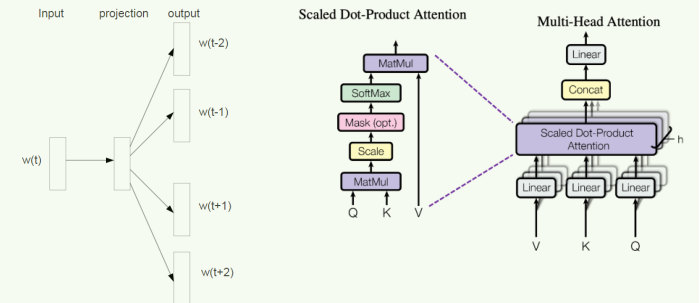 Input projection output
w(t-2)
w(t-1)
w(t)
w(t+1)
w(t+2)
Scaled Dot-Product Attention
MatMul
SoftMax
Mask (opt.)
Scale
MatMul
Q K V
Multi-Head Attention
Linear
Concat
Scaled Dot-Product
Attention
h
Linear Linear Linear
V K Q